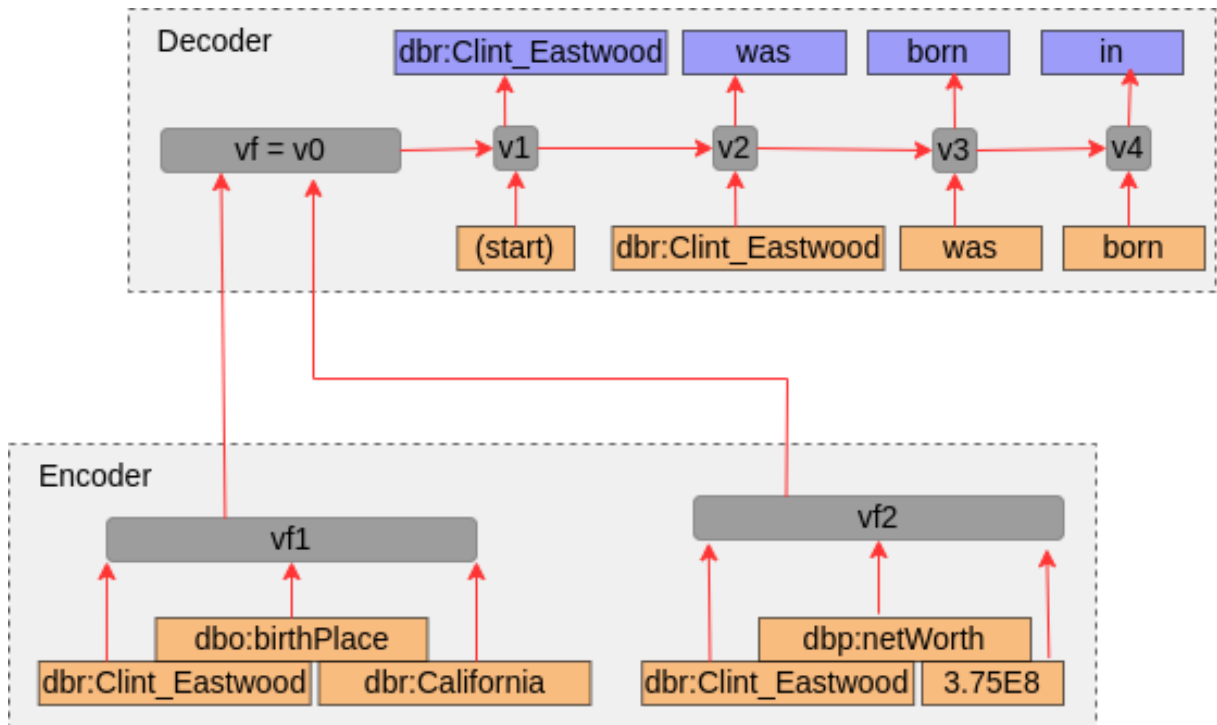 Decoder
dbr:Clint_Eastwood was born in
vf = v0 v1 v2 v3 v4
(start) dbr:Clint_Eastwood was born
Encoder
vf1 vf2
dbo:birthPlace dbp:netWorth
dbr:Clint_Eastwood dbr:California dbr:Clint_Eastwood 3.75E8